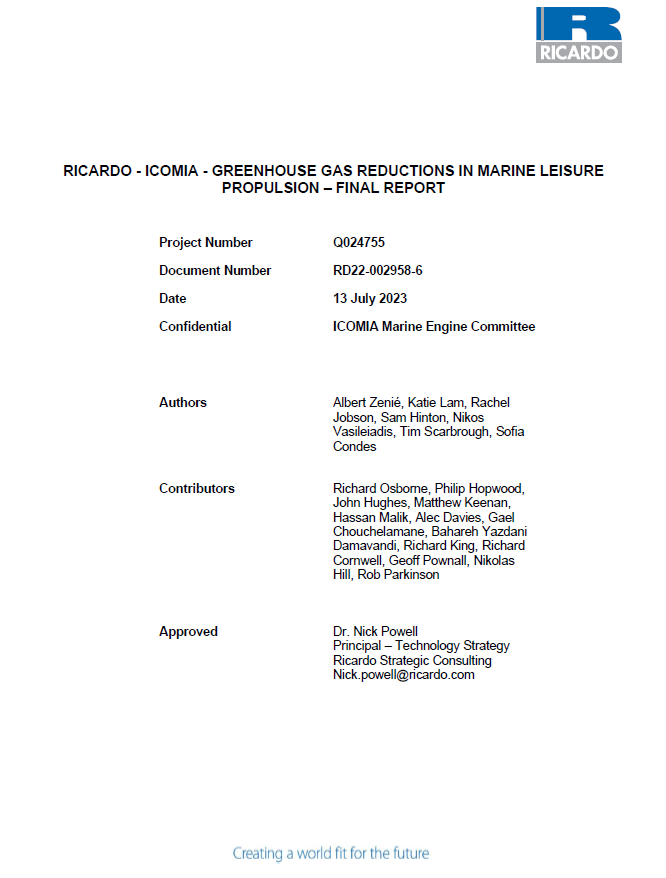 R
RICARDO
RICARDO - ICOMIA - GREENHOUSE GAS REDUCTIONS IN MARINE LEISURE
PROPULSION – FINAL REPORT
Project Number Q024755
Document Number RD22-002958-6
Date 13 July 2023
Confidential ICOMIA Marine Engine Committee
Authors Albert Zenié, Katie Lam, Rachel
Jobson, Sam Hinton, Nikos
Vasileiadis, Tim Scarbrough, Sofia
Condes
Contributors Richard Osborne, Philip Hopwood,
John Hughes, Matthew Keenan,
Hassan Malik, Alec Davies, Gael
Chouchelamane, Bahareh Yazdani
Damavandi, Richard King, Richard
Cornwell, Geoff Pownall, Nikolas
Hill, Rob Parkinson
Approved Dr. Nick Powell
Principal – Technology Strategy
Ricardo Strategic Consulting
Nick.powell@ricardo.com
Creating a world fit for the future